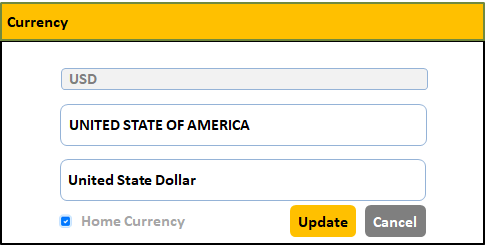 Currency
USD
UNITED STATE OF AMERICA
United State Dollar
Home Currency Update Cancel